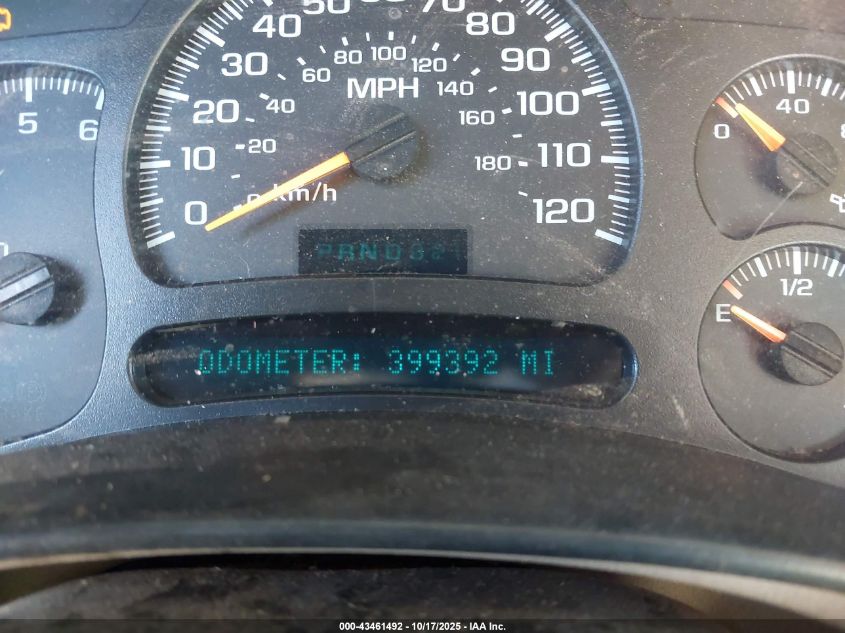 50 60 70
40 80
30 90
20 100
10 110
0 120
MPH
60 80 100 120 140
40 160
20 180
0 km/h
PRND32
ODOMETER: 399392 MI
5 6
0 40
E 1/2
000-43461492 - 10/17/2025 - IAA Inc.